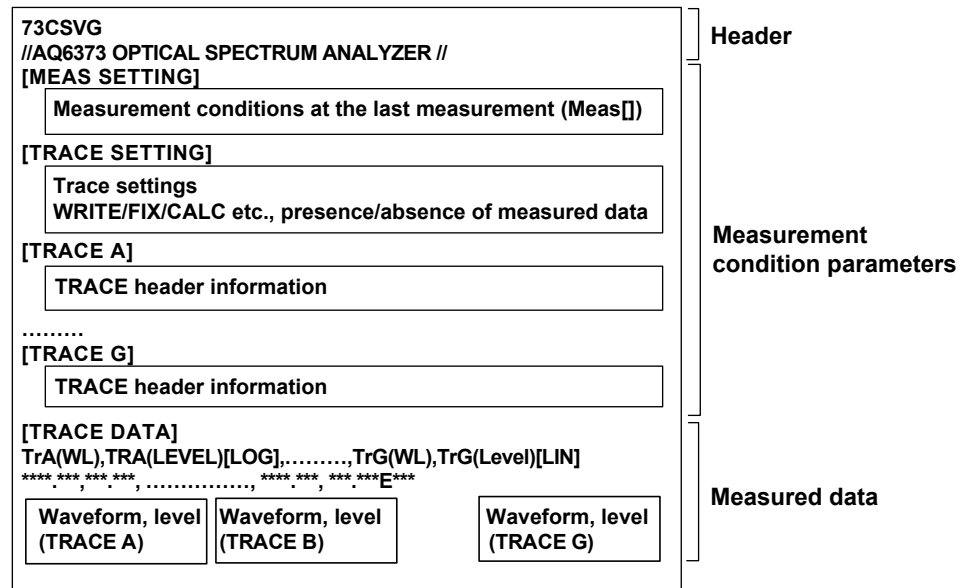 73CSVG
//AQ6373 OPTICAL SPECTRUM ANALYZER //
Header
[MEAS SETTING]
Measurement conditions at the last measurement (Meas[])
[TRACE SETTING]
Trace settings
WRITE/FIX/CALC etc., presence/absence of measured data
[TRACE A]
TRACE header information
………
[TRACE G]
TRACE header information
Measurement
condition parameters
[TRACE DATA]
TrA(WL),TRA(LEVEL)[LOG],………,TrG(WL),TrG(Level)[LIN]
****.***,***.***, ……………, ****.***, ***.***E***
Waveform, level
(TRACE A)
Waveform, level
(TRACE B)
Waveform, level
(TRACE G)
Measured data